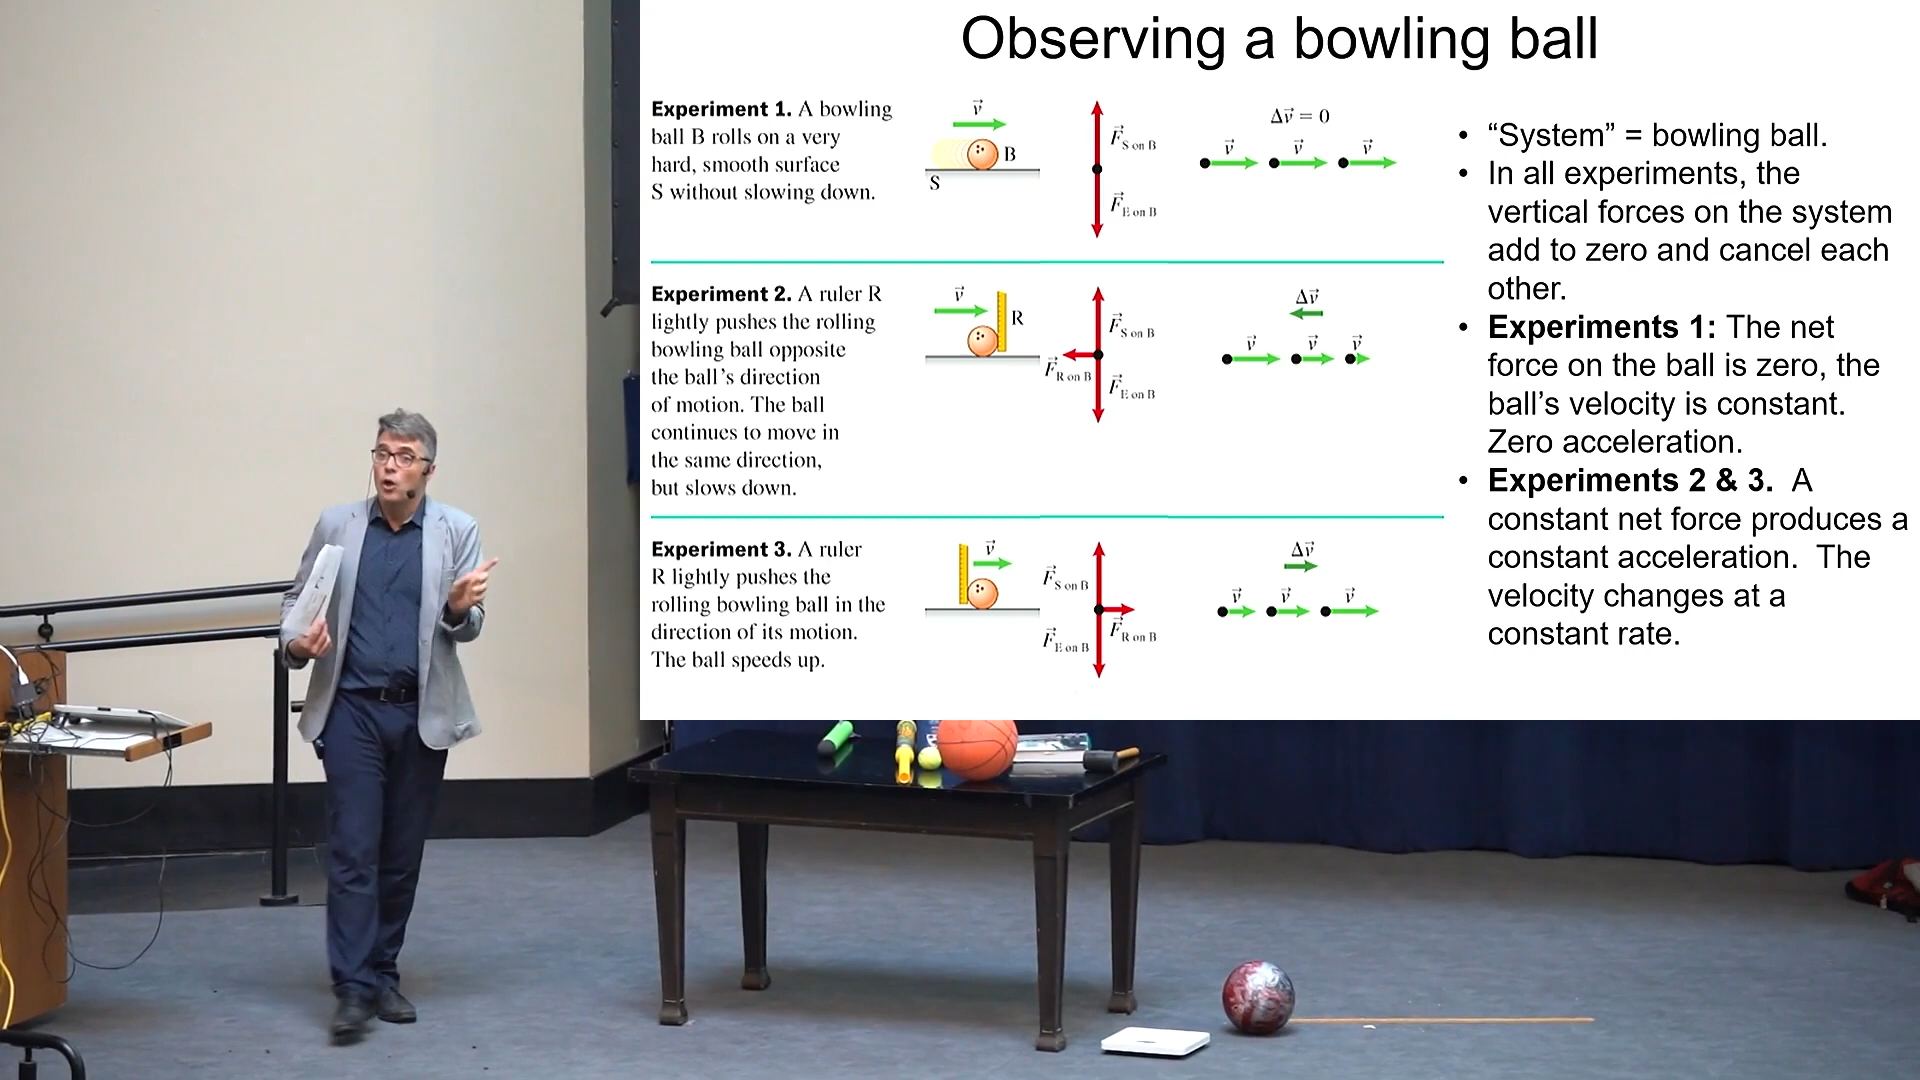 Observing a bowling ball
Experiment 1. A bowling
ball B rolls on a very
hard, smooth surface
S without slowing down.
v⃗
B
S
F⃗ S on B
F⃗ E on B
Δv⃗ = 0
v⃗ v⃗ v⃗
Experiment 2. A ruler R
lightly pushes the rolling
bowling ball opposite
the ball's direction
of motion. The ball
continues to move in
the same direction,
but slows down.
v⃗
R
F⃗ S on B
F⃗ R on B
F⃗ E on B
Δv⃗
v⃗ v⃗ v⃗
Experiment 3. A ruler
R lightly pushes the
rolling bowling ball in the
direction of its motion.
The ball speeds up.
v⃗
F⃗ S on B
F⃗ E on B
F⃗ R on B
Δv⃗
v⃗ v⃗ v⃗
• “System” = bowling ball.
• In all experiments, the
vertical forces on the system
add to zero and cancel each
other.
• Experiments 1: The net
force on the ball is zero, the
ball’s velocity is constant.
Zero acceleration.
• Experiments 2 & 3. A
constant net force produces a
constant acceleration. The
velocity changes at a
constant rate.